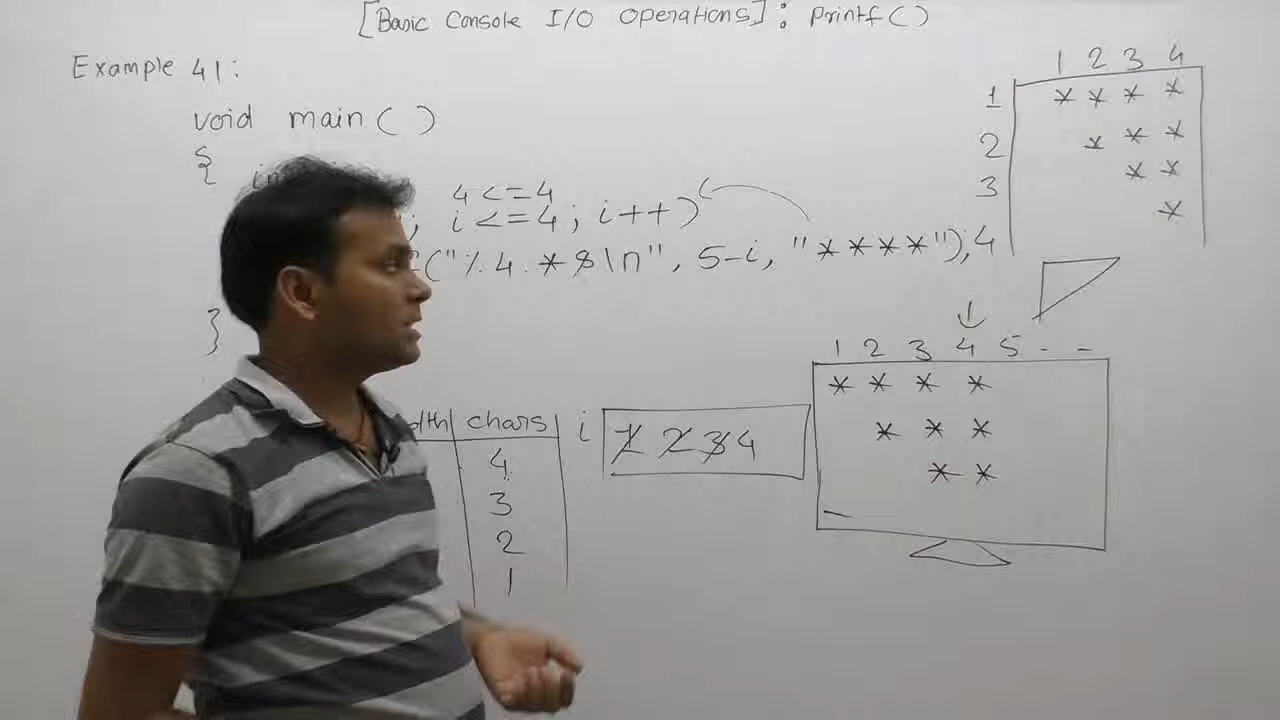 [Basic Console I/O Operations]: Printf()
Example 41:
void main()
{
4<=4
; i<=4; i++)
("%4.*s\n", 5-i, "****");
}
1 2 3 4
1 * * * *
2 * * *
3 * *
4 *
dth chars
4
3
2
1
i 1 2 3 4
1 2 3 4 5 - -
* * * *
* * *
* *